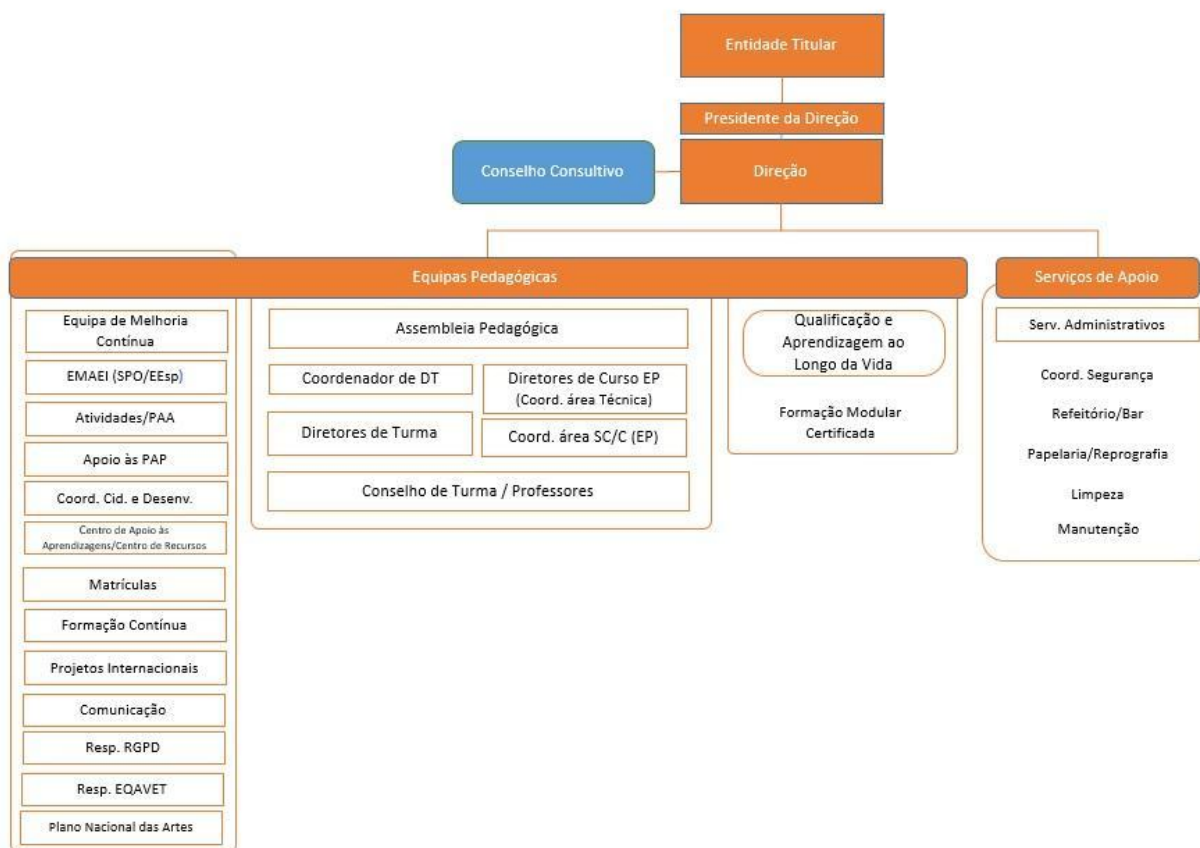 Entidade Titular
Presidente da Direção
Conselho Consultivo
Direção
Equipas Pedagógicas
Serviços de Apoio
Equipa de Melhoria
Contínua
EMAEI (SPO/EEsp)
Atividades/PAA
Apoio às PAP
Coord. Cid. e Desenv.
Centro de Apoio às
Aprendizagens/Centro de Recursos
Matrículas
Formação Contínua
Projetos Internacionais
Comunicação
Resp. RGPD
Resp. EQAVET
Plano Nacional das Artes
Assembleia Pedagógica
Coordenador de DT
Diretores de Curso EP
(Coord. área Técnica)
Diretores de Turma
Coord. área SC/C (EP)
Conselho de Turma / Professores
Qualificação e
Aprendizagem ao
Longo da Vida
Formação Modular
Certificada
Serv. Administrativos
Coord. Segurança
Refeitório/Bar
Papelaria/Reprografia
Limpeza
Manutenção